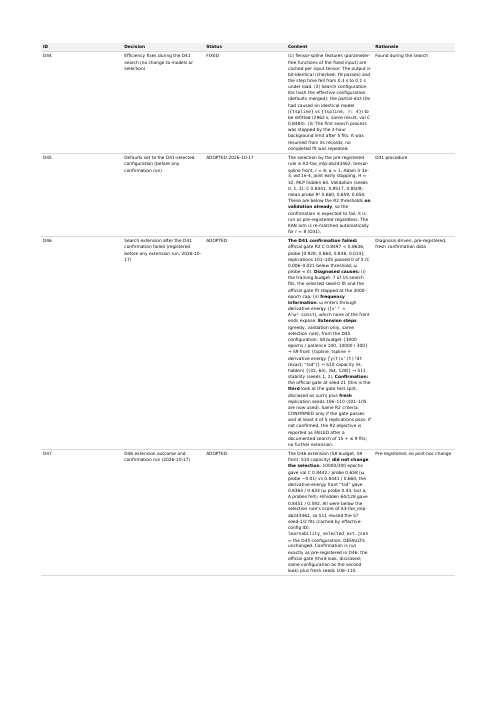 ID Decision Status Content Rationale
D44 Efficiency fixes during the D41 search (no change to models or selection) FIXED
(1) Tensor-spline features (parameter-
free functions of the fixed input) are
cached per input tensor. The output is
bit-identical (checked; F8 passes) and
the step time fell from 0.3 s to 0.1 s
under load. (2) Search configuration
IDs hash the effective configuration
(defaults merged); the partial-dict IDs
had caused an identical model
to be refitted (2962 s; same result, val C
0.8484). (3) The first search process
was stopped by the 2-hour
background limit after 5 fits; it was
resumed from its records, no
completed fit was repeated.
Found during the search
D45 Defaults set to the D41-selected configuration (before any confirmation run) ADOPTED 2026-10-17
The selection by the pre-registered
rule is A3-fae_mlp-ab243462: tensor-
spline front, r = 8, α = 1, Adam lr 3e-
3, wd 1e-4, joint early stopping, H =
32, MLP hidden 64. Validation (seeds
0, 1, 2): C 0.8441, 0.8517, 0.8509;
mean probe R² 0.660, 0.659, 0.650.
These are below the R2 thresholds on
validation already, so the
confirmation is expected to fail; it is
run as pre-registered regardless. The
KAN arm is re-matched automatically
for r = 8 (D31).
D41 procedure
D46 Search extension after the D41 confirmation failed (registered before any extension run, 2026-10-17) ADOPTED
The D41 confirmation failed:
official gate R2 C 0.8497 < 0.8636,
probe [0.928, 0.864, 0.848, 0.014];
replications 101–105 passed 0 of 5 (C
0.006–0.021 below threshold; ω
probe ≈ 0). Diagnosed causes: (i)
the training budget: 7 of 15 search
fits, the selected seed-0 fit and the
official gate fit stopped at the 3000-
epoch cap; (ii) frequency
information: ω enters through
derivative energy
which none of the front
ends expose. Extension steps
(greedy, validation only, same
selection rule), from the D45
configuration: S8 budget {3000
epochs / patience 100, 10000 / 300}
→ S9 front {tspline, tspline +
derivative energy
(exact; "tsd")} → S10 capacity (H,
hidden) {(32, 64), (64, 128)} → S11
stability (seeds 1, 2). Confirmation:
the official gate at seed 21 (this is the
third look at the gate test split,
disclosed as such) plus fresh
replication seeds 106–110 (101–105
are now used). Same R2 criteria;
CONFIRMED only if the gate passes
and at least 4 of 5 replications pass. If
not confirmed, the R2 objective is
reported as FAILED after a
documented search of 15 + ≤ 9 fits;
no further extension.
Diagnosis-driven, pre-registered, fresh confirmation data
D47 D46 extension outcome and confirmation run (2026-10-17)
The D46 extension (S8 budget, S9
front, S10 capacity) did not change
the selection: 10000/300 epochs
gave val C 0.8442 / probe 0.658 (ω
probe −0.01) vs 0.8441 / 0.660; the
derivative-energy front "tsd" gave
0.8364 / 0.633 (ω probe 0.43, but a,
A probes fell); H/hidden 64/128 gave
0.8451 / 0.592. All were below the
selection rule's score of A3-fae_mlp-
ab243462, so S11 reused the S7
seed-1/2 fits (cached by effective-
config ID).
learnability_selected_ext.json
= the D45 configuration; DEFAULTS
unchanged. Confirmation is run
exactly as pre-registered in D46: the
official gate (third look, disclosed;
same configuration as the second
look) plus fresh seeds 106–110.
Pre-registered; no post-hoc change